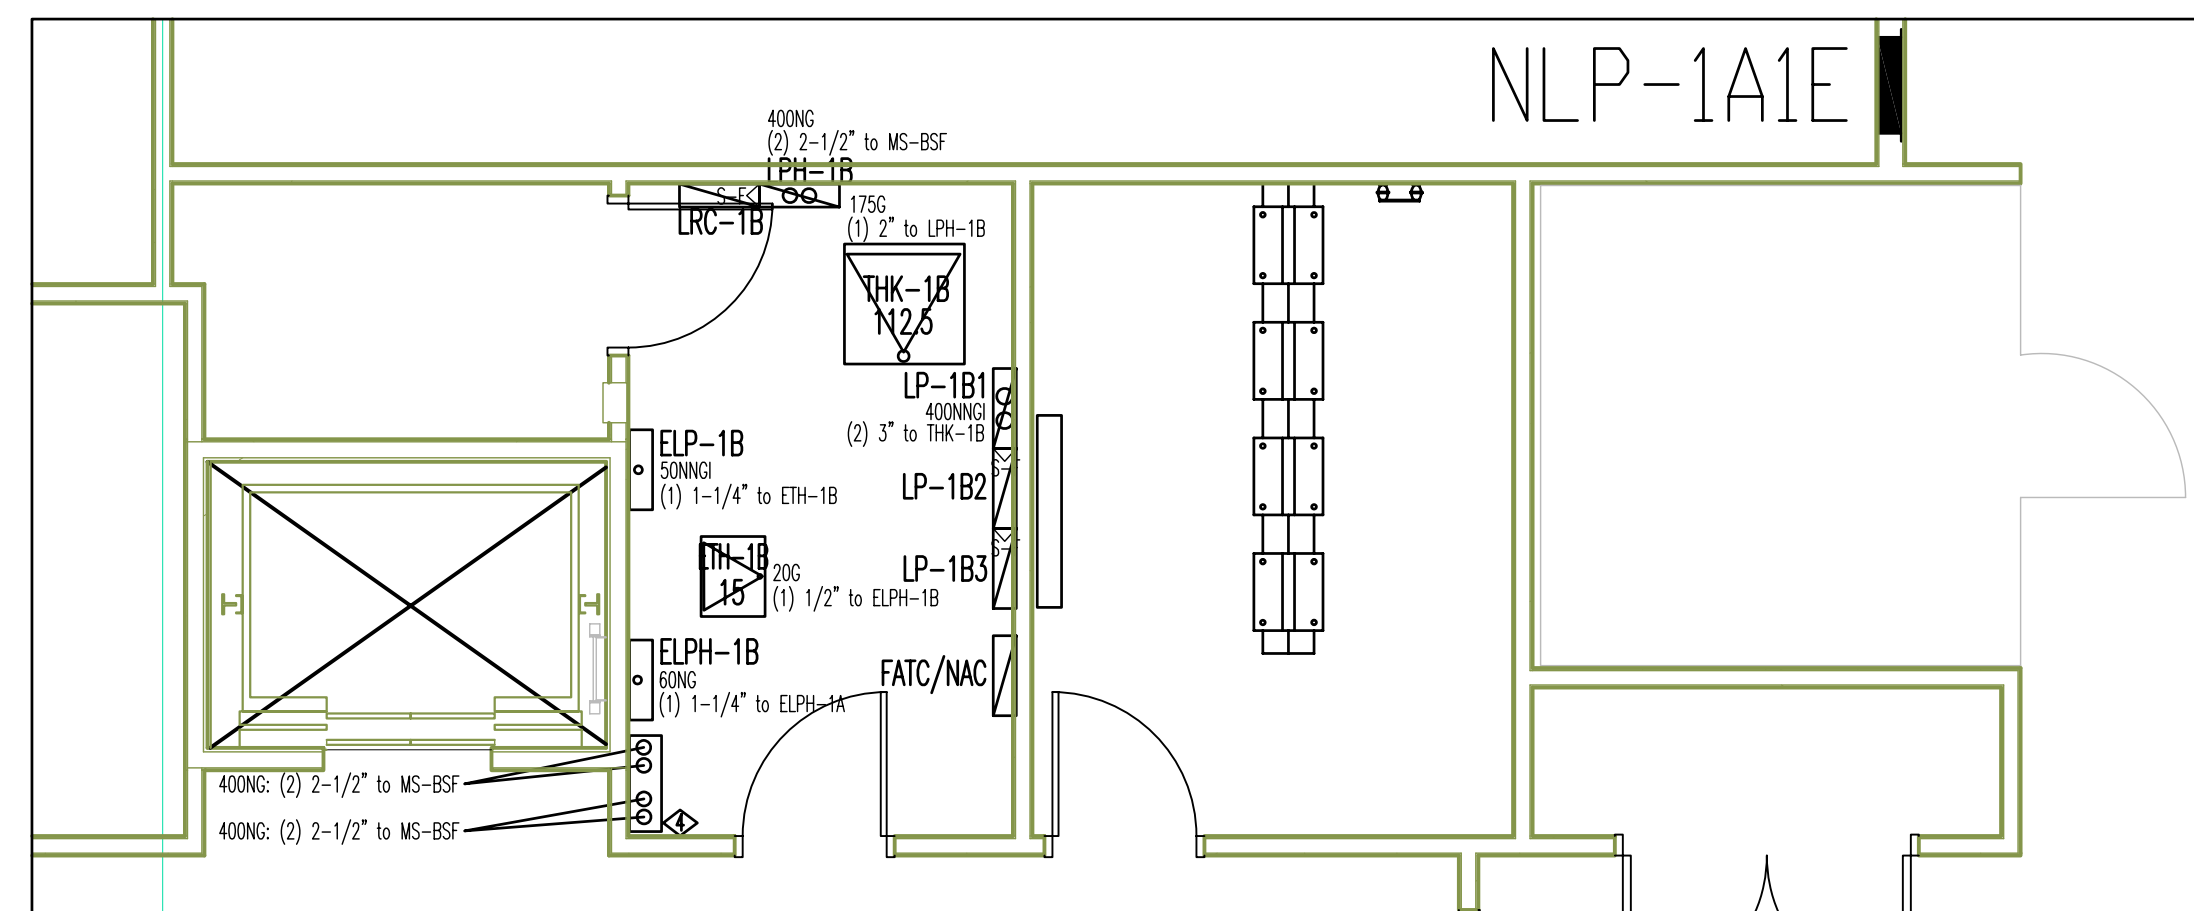 NLP-1A1E
400NG
(2) 2-1/2" to MS-BSF
LPH-1B
S-F
LRC-1B
175G
(1) 2" to LPH-1B
THK-1B
112.5
LP-1B1
400NNGI
(2) 3" to THK-1B
ELP-1B
50NNGI
(1) 1-1/4" to ETH-1B
LP-1B2
ETH-1B
15
20G
(1) 1/2" to ELPH-1B
LP-1B3
ELPH-1B
60NG
(1) 1-1/4" to ELPH-1A
FATC/NAC
400NG: (2) 2-1/2" to MS-BSF
400NG: (2) 2-1/2" to MS-BSF
4